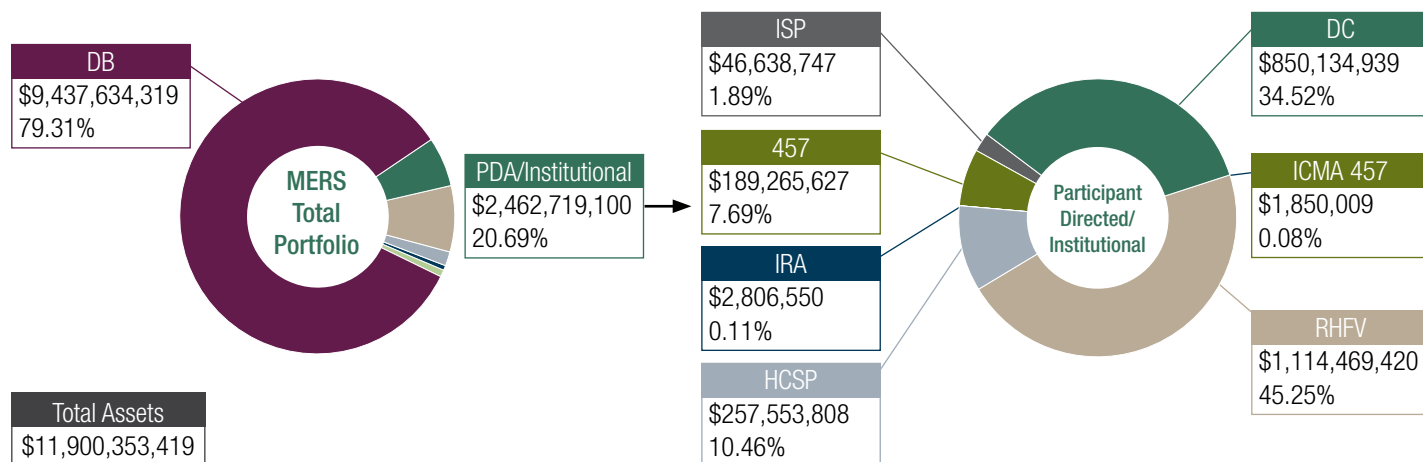 DB
$9,437,634,319
79.31%
MERS
Total
Portfolio
PDA/Institutional
$2,462,719,100
20.69%
Total Assets
$11,900,353,419
ISP
$46,638,747
1.89%
457
$189,265,627
7.69%
IRA
$2,806,550
0.11%
HCSP
$257,553,808
10.46%
Participant
Directed/
Institutional
DC
$850,134,939
34.52%
ICMA 457
$1,850,009
0.08%
RHFV
$1,114,469,420
45.25%